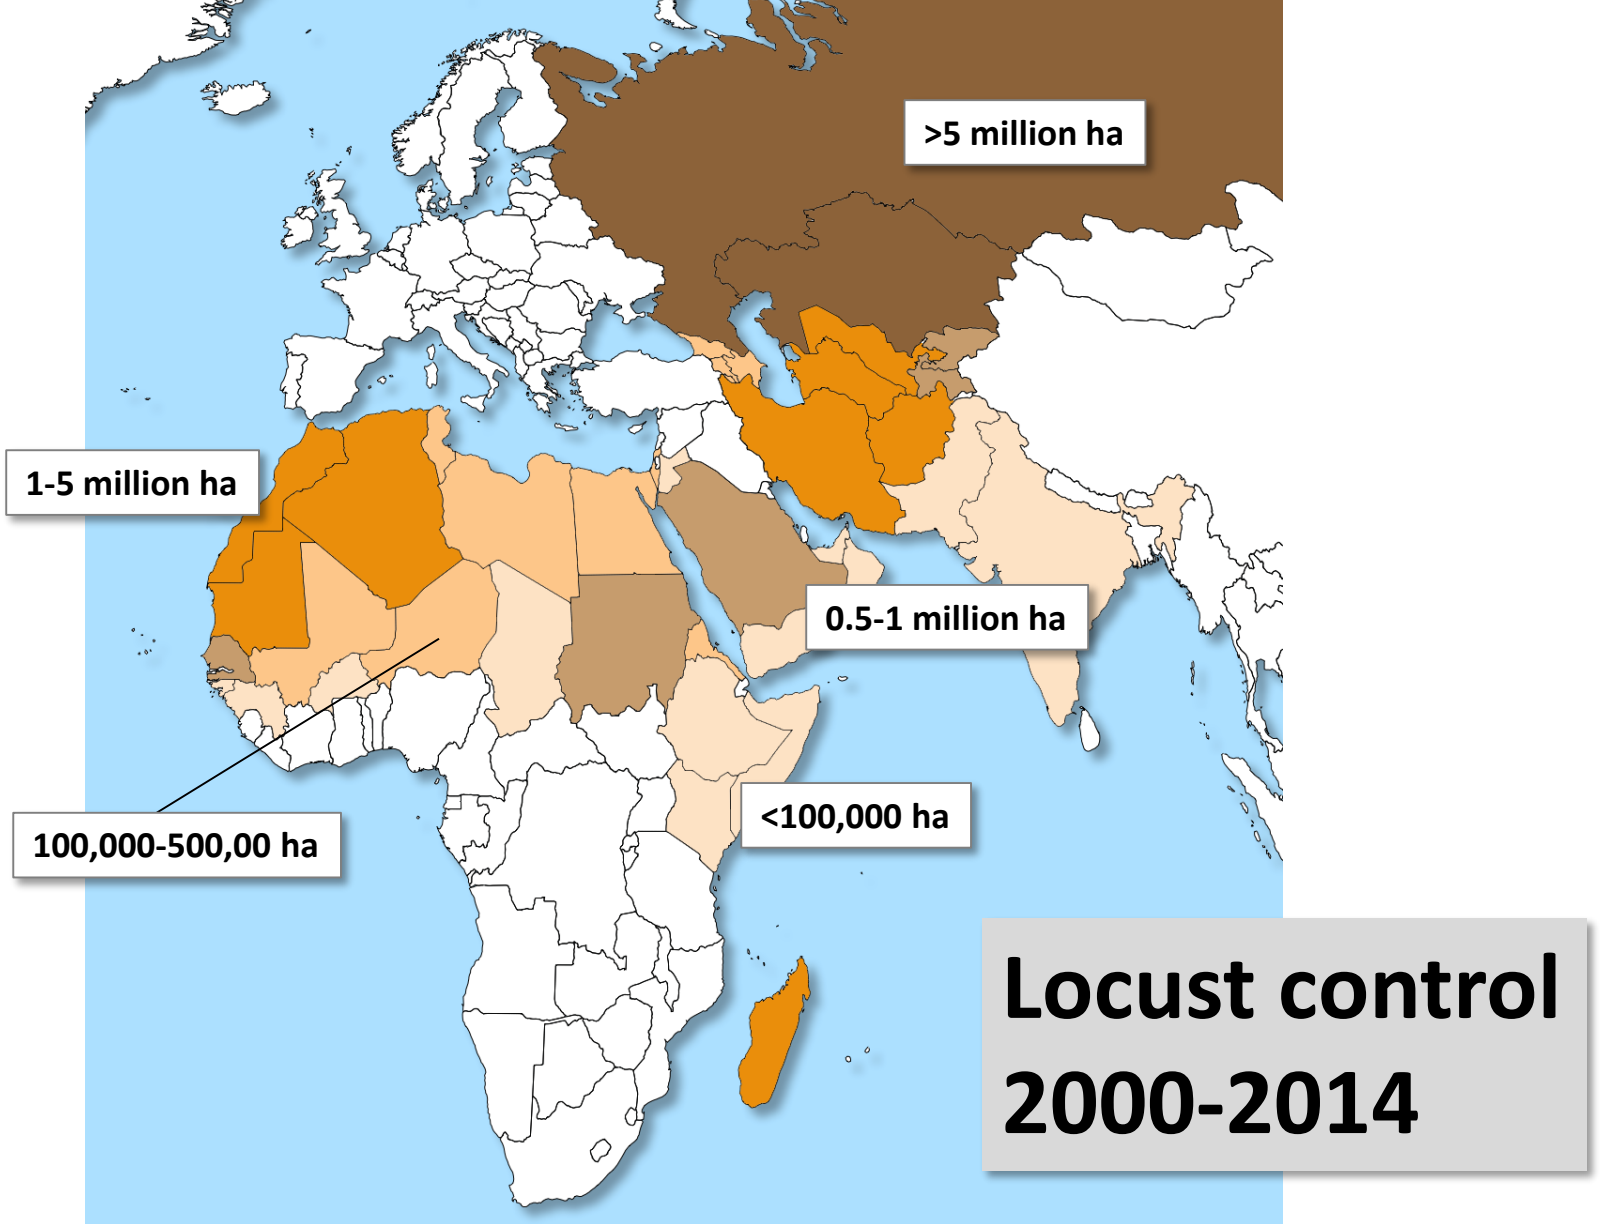 >5 million ha
1-5 million ha
0.5-1 million ha
<100,000 ha
100,000-500,00 ha
Locust control
2000-2014